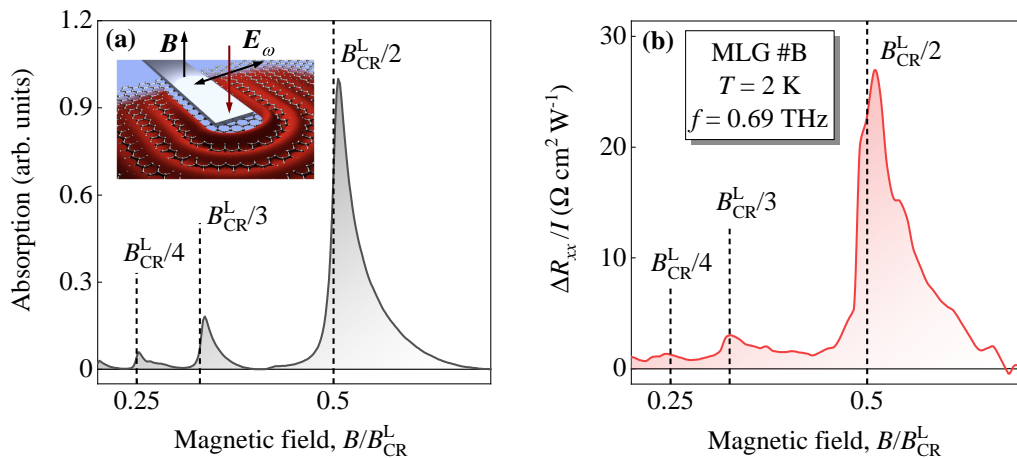 (a)
B
E_ω
B^L_CR/2
B^L_CR/3
B^L_CR/4
1.2
0.9
0.6
0.3
0
Absorption (arb. units)
0.25
0.5
Magnetic field, B/B^L_CR
(b)
MLG #B
T = 2 K
f = 0.69 THz
B^L_CR/2
B^L_CR/3
B^L_CR/4
30
20
10
0
ΔR_xx/I (Ω cm² W⁻¹)
0.25
0.5
Magnetic field, B/B^L_CR